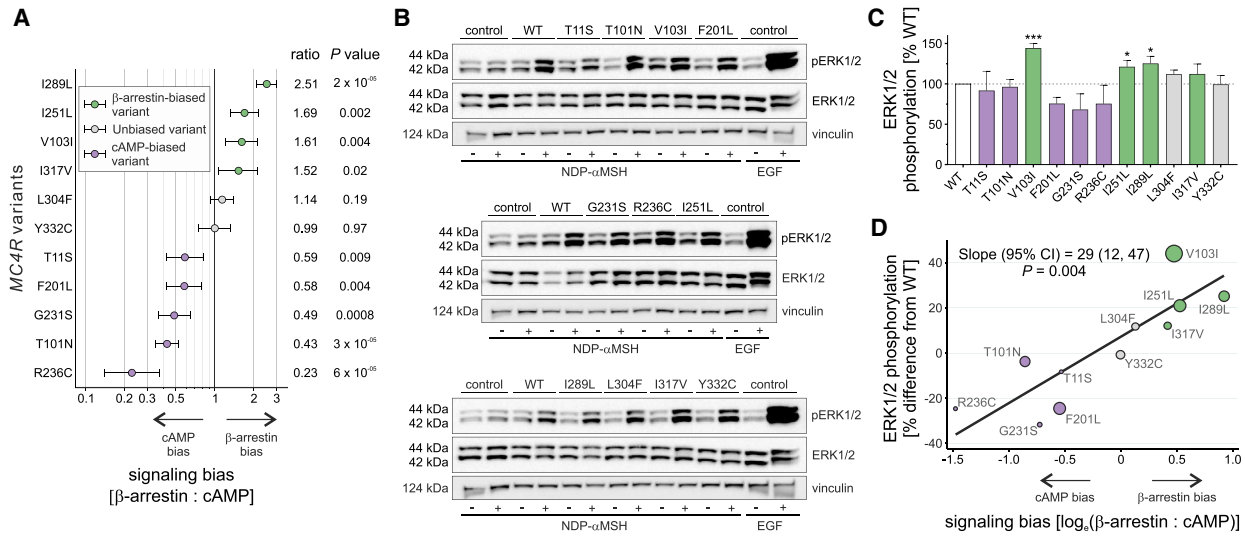 A
ratio P value
I289L 2.51 2 x 10⁻⁰⁵
I251L 1.69 0.002
V103I 1.61 0.004
I317V 1.52 0.02
L304F 1.14 0.19
Y332C 0.99 0.97
T11S 0.59 0.009
F201L 0.58 0.004
G231S 0.49 0.0008
T101N 0.43 3 x 10⁻⁰⁵
R236C 0.23 6 x 10⁻⁰⁵
β-arrestin-biased
variant
Unbiased variant
cAMP-biased
variant
MC4R variants
0.1 0.2 0.3 1 2 3
cAMP
bias
β-arrestin
bias
signaling bias
[β-arrestin : cAMP]
B
control WT T11S T101N V103I F201L control
44 kDa
42 kDa
pERK1/2
44 kDa
42 kDa
ERK1/2
124 kDa
vinculin
- + - + - + - + - + - + - +
NDP-αMSH EGF
control WT G231S R236C I251L control
44 kDa
42 kDa
pERK1/2
44 kDa
42 kDa
ERK1/2
124 kDa
vinculin
- + - + - + - + - + - +
NDP-αMSH EGF
control WT I289L L304F I317V Y332C control
44 kDa
42 kDa
pERK1/2
44 kDa
42 kDa
ERK1/2
124 kDa
vinculin
- + - + - + - + - + - + - +
NDP-αMSH EGF
C
ERK1/2
phosphorylation [% WT]
150
100
50
0
***
*
*
WT T11S T101N V103I F201L G231S R236C I251L I289L L304F I317V Y332C
D
ERK1/2 phosphorylation
[% difference from WT]
40
20
0
-20
-40
Slope (95% CI) = 29 (12, 47)
P = 0.004
V103I
I251L
I289L
L304F
I317V
T101N
Y332C
T11S
R236C
F201L
G231S
-1.5 -1.0 -0.5 0 0.5 1.0
cAMP bias
β-arrestin bias
signaling bias [logₑ(β-arrestin : cAMP)]